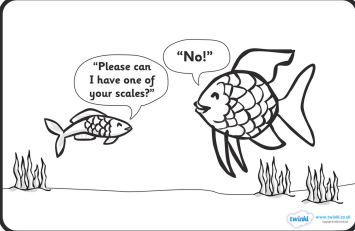 “Please can
I have one of
your scales?”
“No!”
twinkl
www.twinkl.co.uk